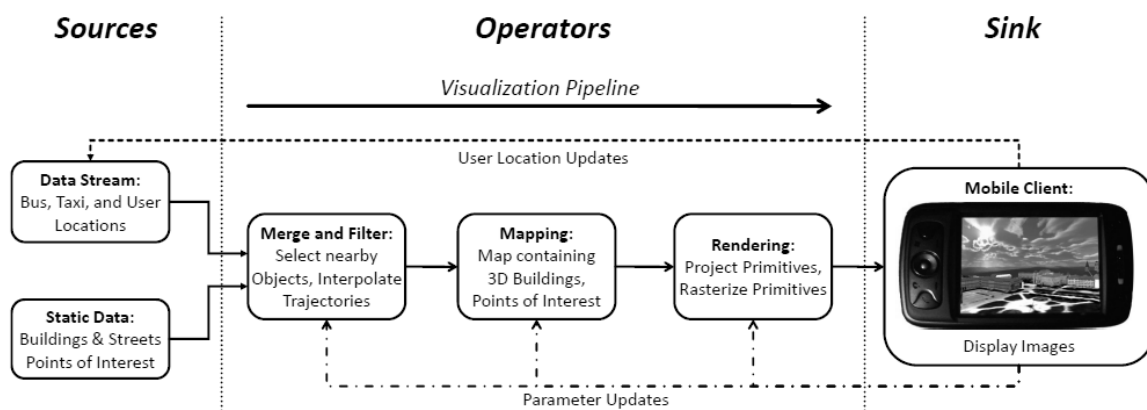 Sources
Operators
Sink
Visualization Pipeline
User Location Updates
Data Stream:
Bus, Taxi, and User
Locations
Static Data:
Buildings & Streets
Points of Interest
Merge and Filter:
Select nearby
Objects, Interpolate
Trajectories
Mapping:
Map containing
3D Buildings,
Points of Interest
Rendering:
Project Primitives,
Rasterize Primitives
Mobile Client:
Display Images
Parameter Updates